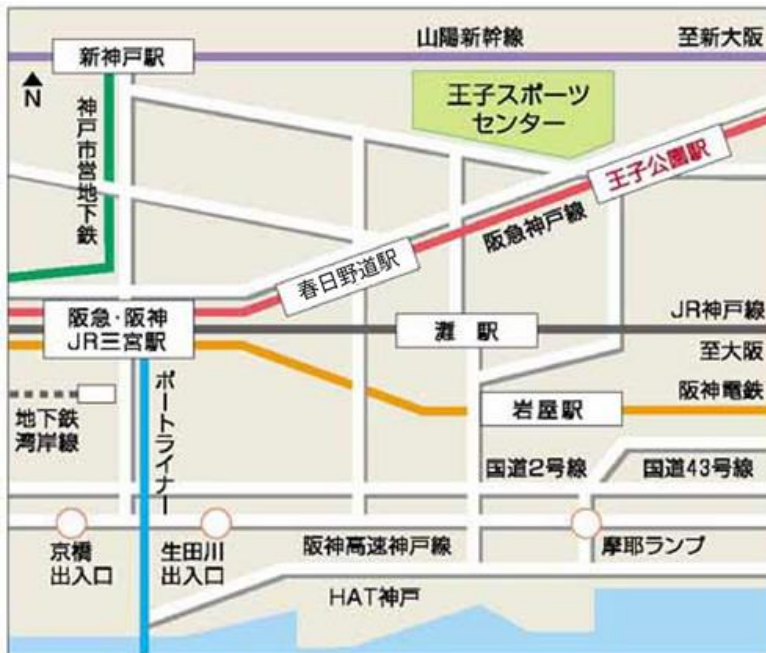 山陽新幹線
至新大阪
新神戸駅
N
神戸市営地下鉄
王子スポーツ
センター
王子公園駅
阪急神戸線
春日野道駅
阪急・阪神
JR三宮駅
灘 駅
JR神戸線
至大阪
阪神電鉄
地下鉄
湾岸線
ポートライナー
岩屋駅
国道2号線
国道43号線
京橋
出入口
生田川
出入口
阪神高速神戸線
摩耶ランプ
HAT神戸